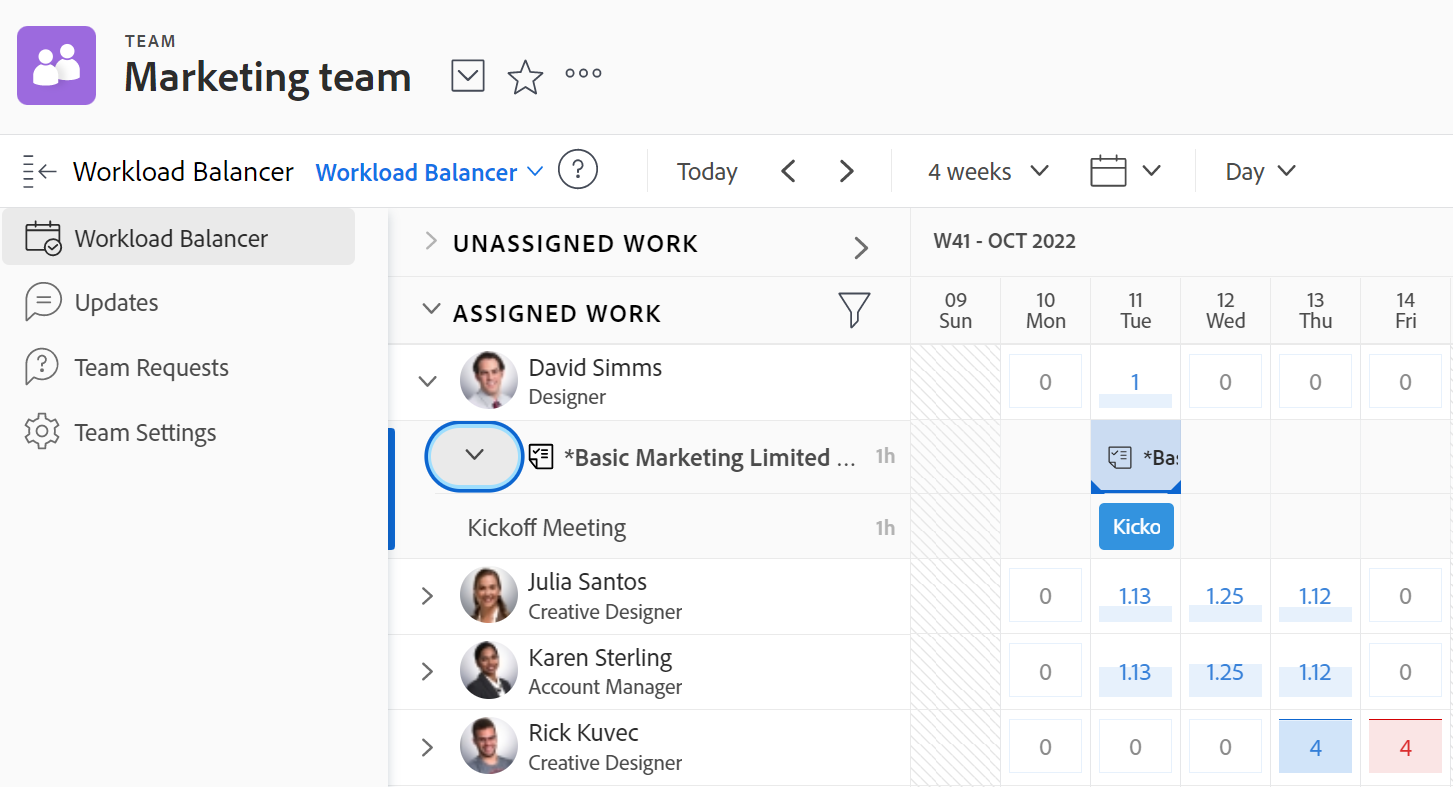 TEAM
Marketing team
Workload Balancer Workload Balancer ? Today 4 weeks Day
Workload Balancer
Updates
Team Requests
Team Settings
UNASSIGNED WORK
W41 - OCT 2022
ASSIGNED WORK
09 10 11 12 13 14
Sun Mon Tue Wed Thu Fri
David Simms
Designer
0 1 0 0 0
*Basic Marketing Limited ... 1h *Ba
Kickoff Meeting 1h Kicko
Julia Santos
Creative Designer
0 1.13 1.25 1.12 0
Karen Sterling
Account Manager
0 1.13 1.25 1.12 0
Rick Kuvec
Creative Designer
0 0 0 4 4